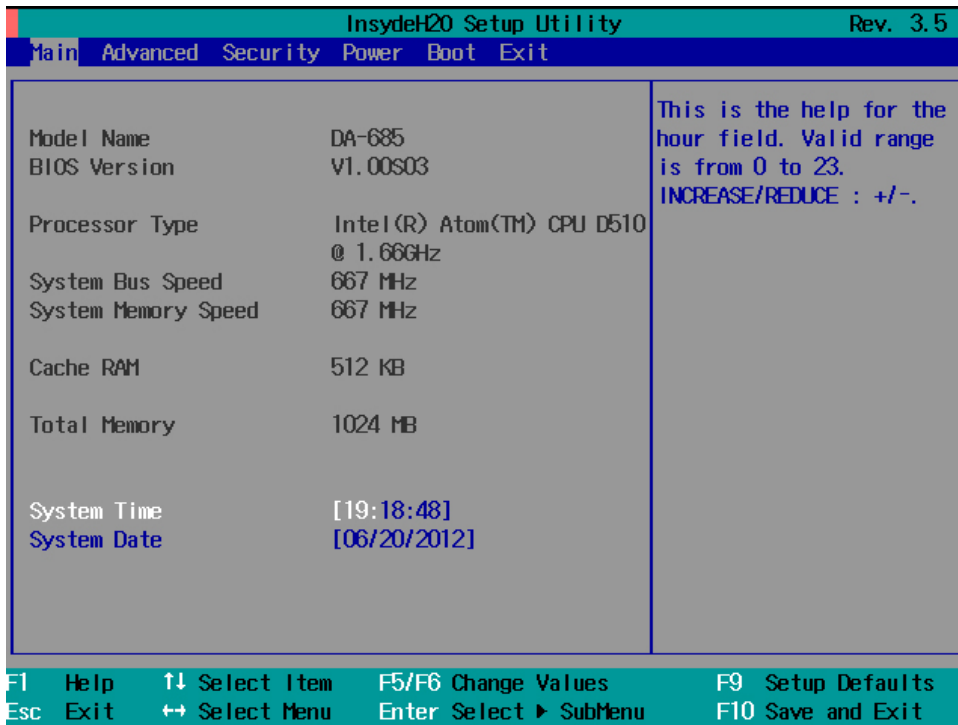 InsydeH2O Setup Utility Rev. 3.5
Main Advanced Security Power Boot Exit
This is the help for the
hour field. Valid range
is from 0 to 23.
INCREASE/REDUCE : +/-.
Model Name DA-685
BIOS Version V1.00S03
Processor Type Intel(R) Atom(TM) CPU D510
@ 1.66GHz
System Bus Speed 667 MHz
System Memory Speed 667 MHz
Cache RAM 512 KB
Total Memory 1024 MB
System Time [19:18:48]
System Date [06/20/2012]
F1 Help ↑↓ Select Item F5/F6 Change Values F9 Setup Defaults
Esc Exit ↔ Select Menu Enter Select ▶ SubMenu F10 Save and Exit